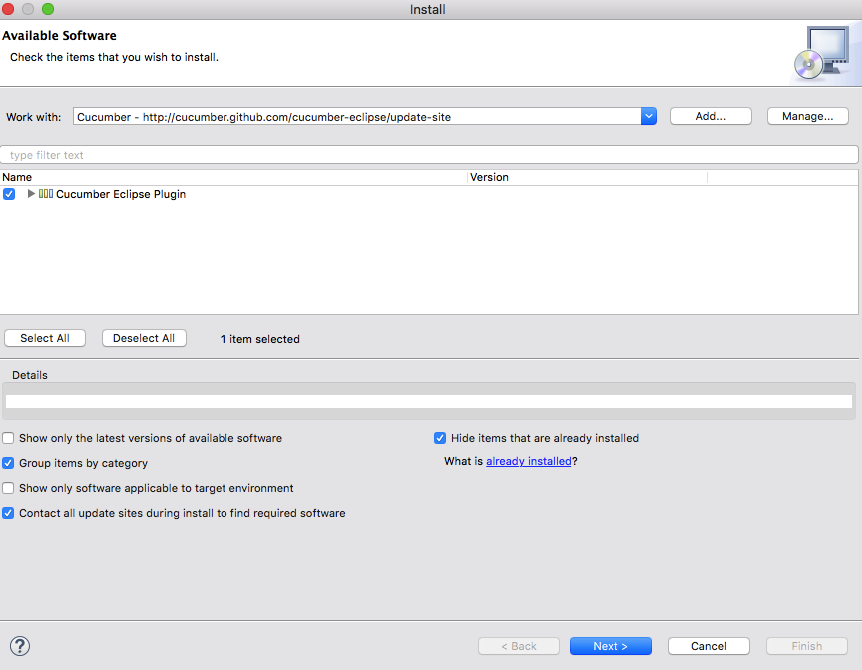 Install
Available Software
Check the items that you wish to install.
Work with: Cucumber - http://cucumber.github.com/cucumber-eclipse/update-site Add... Manage...
type filter text
Name Version
Cucumber Eclipse Plugin
Select All Deselect All 1 item selected
Details
Show only the latest versions of available software Hide items that are already installed
Group items by category What is already installed?
Show only software applicable to target environment
Contact all update sites during install to find required software
? < Back Next > Cancel Finish